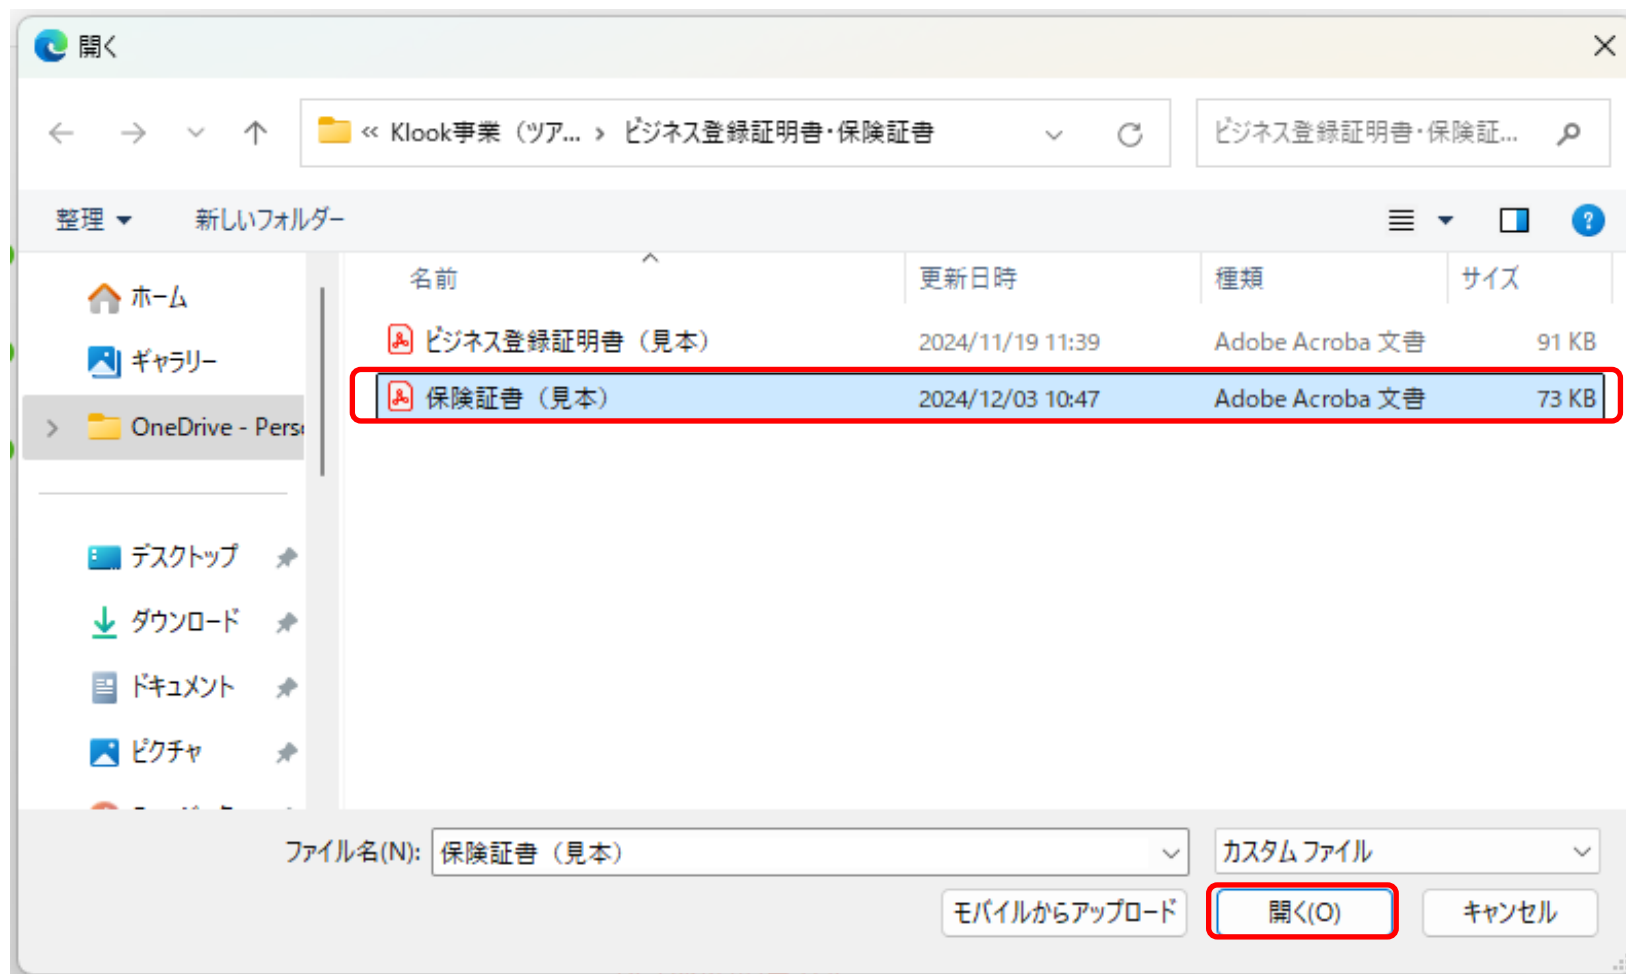 開く
« Klook事業（ツア... › ビジネス登録証明書・保険証書
ビジネス登録証明書・保険証...
整理
新しいフォルダー
名前 更新日時 種類 サイズ
ビジネス登録証明書（見本） 2024/11/19 11:39 Adobe Acroba 文書 91 KB
保険証書（見本） 2024/12/03 10:47 Adobe Acroba 文書 73 KB
ホーム
ギャラリー
OneDrive - Pers
デスクトップ
ダウンロード
ドキュメント
ピクチャ
ファイル名(N): 保険証書（見本） カスタム ファイル
モバイルからアップロード 開く(O) キャンセル